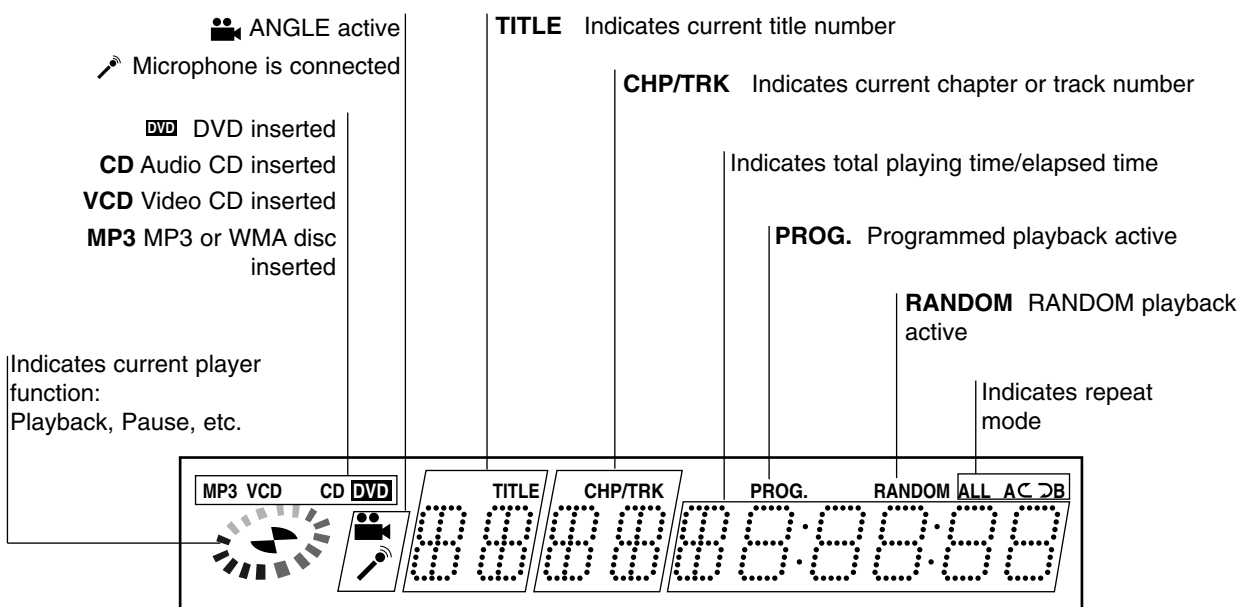 ANGLE active
Microphone is connected
DVD DVD inserted
CD Audio CD inserted
VCD Video CD inserted
MP3 MP3 or WMA disc
inserted
Indicates current player
function:
Playback, Pause, etc.
TITLE Indicates current title number
CHP/TRK Indicates current chapter or track number
Indicates total playing time/elapsed time
PROG. Programmed playback active
RANDOM RANDOM playback
active
Indicates repeat
mode
MP3 VCD CD DVD TITLE CHP/TRK PROG. RANDOM ALL A B